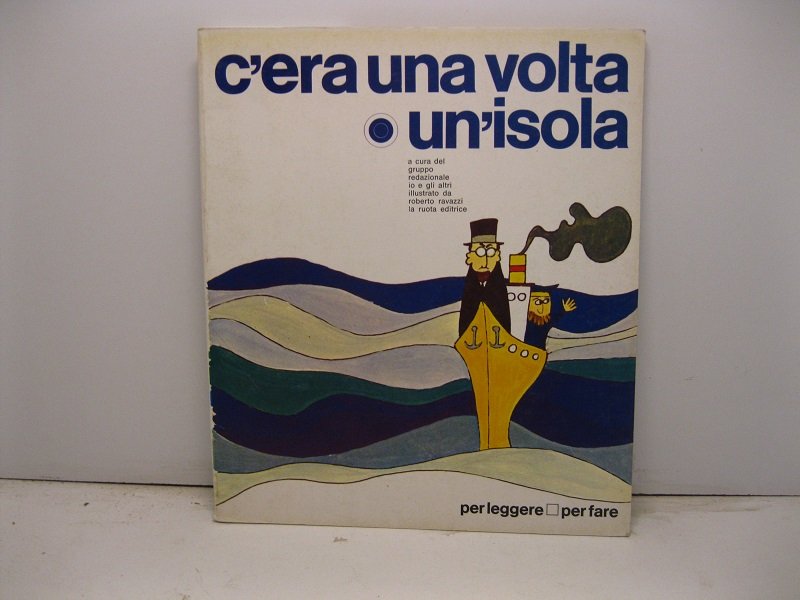 c'era una volta
un'isola
a cura del
gruppo
redazionale
io e gli altri
illustrato da
roberto ravazzi
la ruota editrice
per leggere per fare